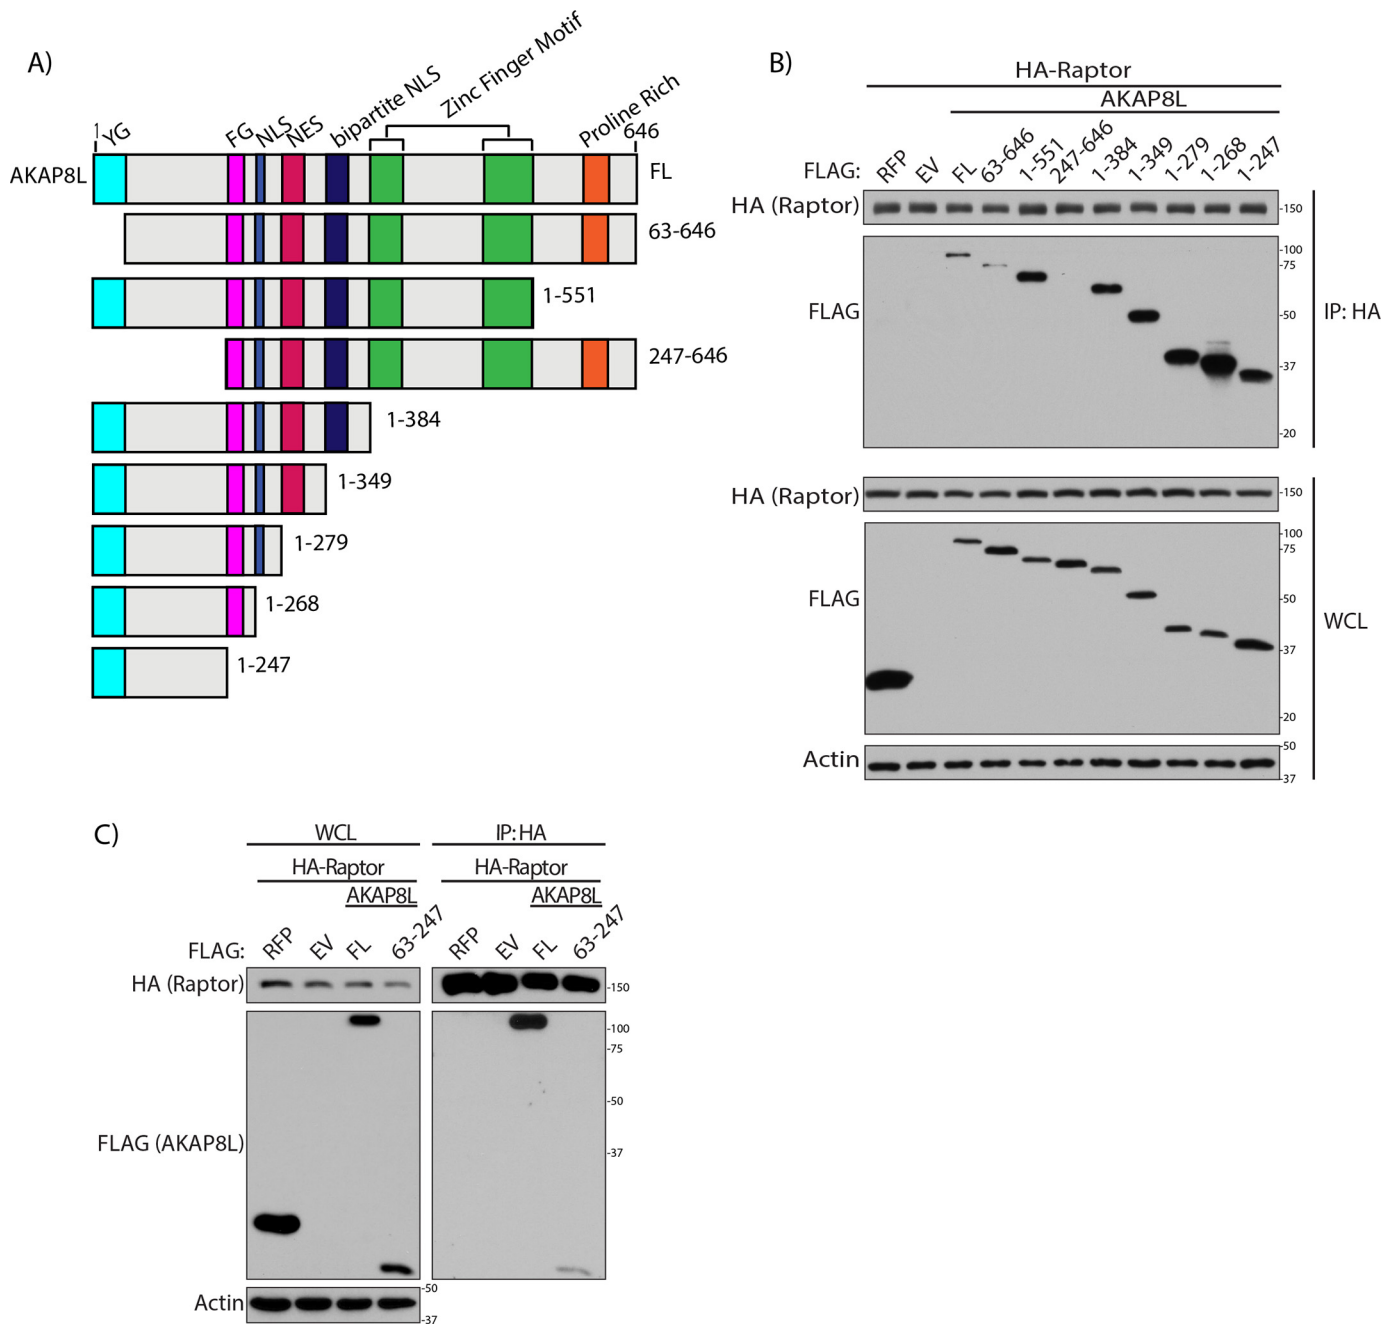 A)
1
YG
FG
NLS
NES
bipartite NLS
Zinc Finger Motif
Proline Rich
646
AKAP8L
FL
63-646
1-551
247-646
1-384
1-349
1-279
1-268
1-247
B)
HA-Raptor
AKAP8L
FLAG: RFP EV FL 63-646 1-551 247-646 1-384 1-349 1-279 1-268 1-247
HA (Raptor)
-150
FLAG
-100
-75
-50
-37
-20
IP: HA
HA (Raptor)
-150
FLAG
-100
-75
-50
-37
-20
WCL
Actin
-50
-37
C)
WCL IP: HA
HA-Raptor HA-Raptor
AKAP8L AKAP8L
FLAG: RFP EV FL 63-247 RFP EV FL 63-247
HA (Raptor)
-150
FLAG (AKAP8L)
-100
-75
-50
-37
Actin
-50
-37